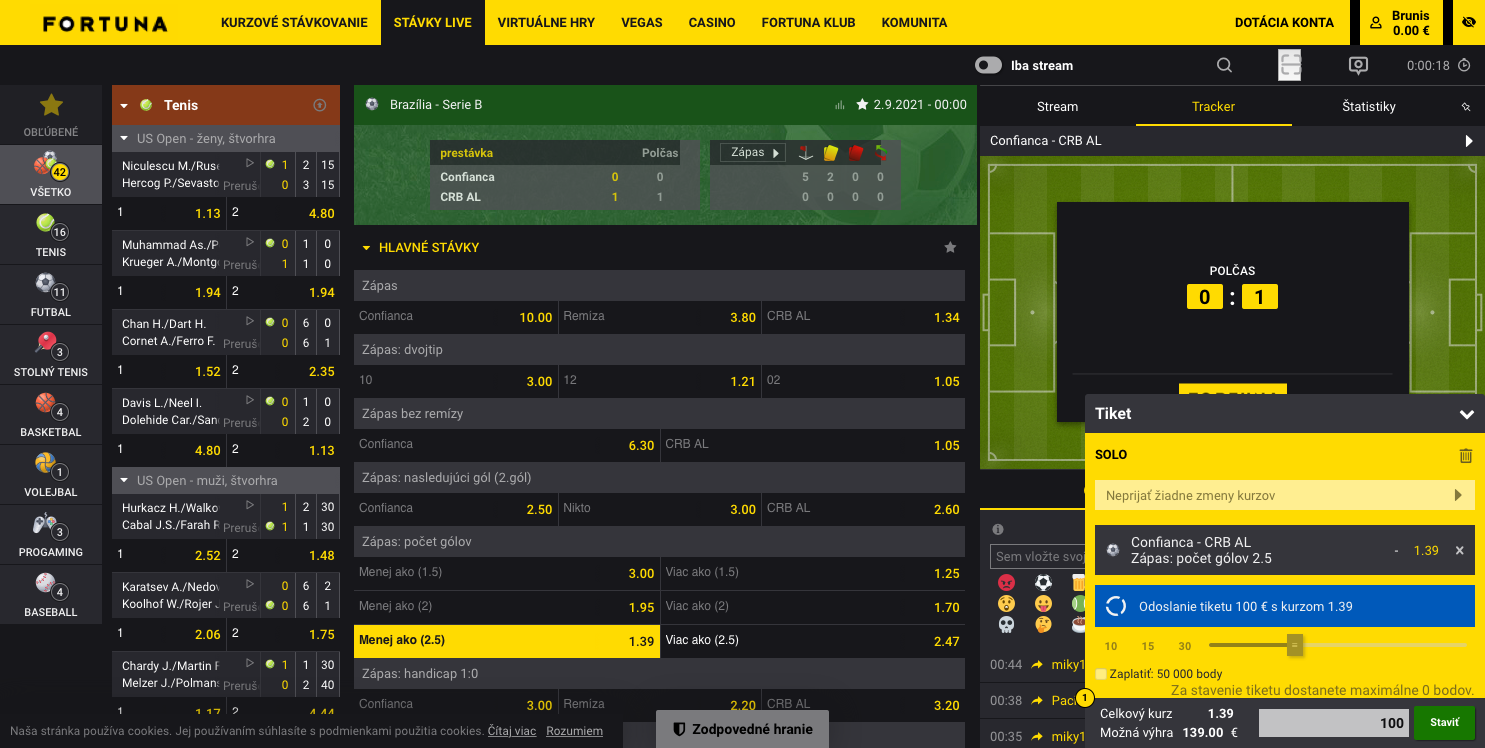 FORTUNA
KURZOVÉ STÁVKOVANIE
STÁVKY LIVE
VIRTUÁLNE HRY
VEGAS
CASINO
FORTUNA KLUB
KOMUNITA
DOTÁCIA KONTA
Brunis
0.00 €
Iba stream
0:00:18
OBĽÚBENÉ
42
VŠETKO
16
TENIS
11
FUTBAL
3
STOLNÝ TENIS
4
BASKETBAL
1
VOLEJBAL
3
PROGAMING
4
BASEBALL
Tenis
US Open - ženy, štvorhra
Niculescu M./Rus 1 2 15
Hercog P./Sevasto Preruš 0 3 15
1 1.13 2 4.80
Muhammad As./P 0 1 0
Krueger A./Montg Preruš 1 1 0
1 1.94 2 1.94
Chan H./Dart H. 0 6 0
Cornet A./Ferro F. Preruš 0 6 1
1 1.52 2 2.35
Davis L./Neel I. 0 1 0
Dolehide Car./San Preruš 0 2 0
1 4.80 2 1.13
US Open - muži, štvorhra
Hurkacz H./Walko 1 2 30
Cabal J.S./Farah R Preruš 1 1 30
1 2.52 2 1.48
Karatsev A./Nedov 0 6 2
Koolhof W./Rojer Preruš 0 6 1
1 2.06 2 1.75
Chardy J./Martin F 1 1 30
Melzer J./Polmans Preruš 0 2 40
1 1.17 2 4.44
Brazília - Serie B
2.9.2021 - 00:00
prestávka Polčas
Confianca 0 0
CRB AL 1 1
Zápas
5 2 0 0
0 0 0 0
HLAVNÉ STÁVKY
Zápas
Confianca 10.00 Remiza 3.80 CRB AL 1.34
Zápas: dvojtip
10 3.00 12 1.21 02 1.05
Zápas bez remízy
Confianca 6.30 CRB AL 1.05
Zápas: nasledujúci gól (2.gól)
Confianca 2.50 Nikto 3.00 CRB AL 2.60
Zápas: počet gólov
Menej ako (1.5) 3.00 Viac ako (1.5) 1.25
Menej ako (2) 1.95 Viac ako (2) 1.70
Menej ako (2.5) 1.39 Viac ako (2.5) 2.47
Zápas: handicap 1:0
Confianca 3.00 Remiza 2.20 CRB AL 3.20
Stream
Tracker
Štatistiky
Confianca - CRB AL
POLČAS
0 : 1
Sem vložte svoj
00:44 miky1
00:38
00:35 miky1
Tiket
SOLO
Neprijať žiadne zmeny kurzov
Confianca - CRB AL
Zápas: počet gólov 2.5
- 1.39 ×
Odoslanie tiketu 100 € s kurzom 1.39
10 15 30 =
Zaplatiť: 50 000 body
Za stavenie tiketu dostanete maximálne 0 bodov.
1
Celkový kurz 1.39
Možná výhra 139.00 €
100
Staviť
Naša stránka používa cookies. Jej používaním súhlasíte s podmienkami použitia cookies. Čítaj viac Rozumiem
Zodpovedné hranie